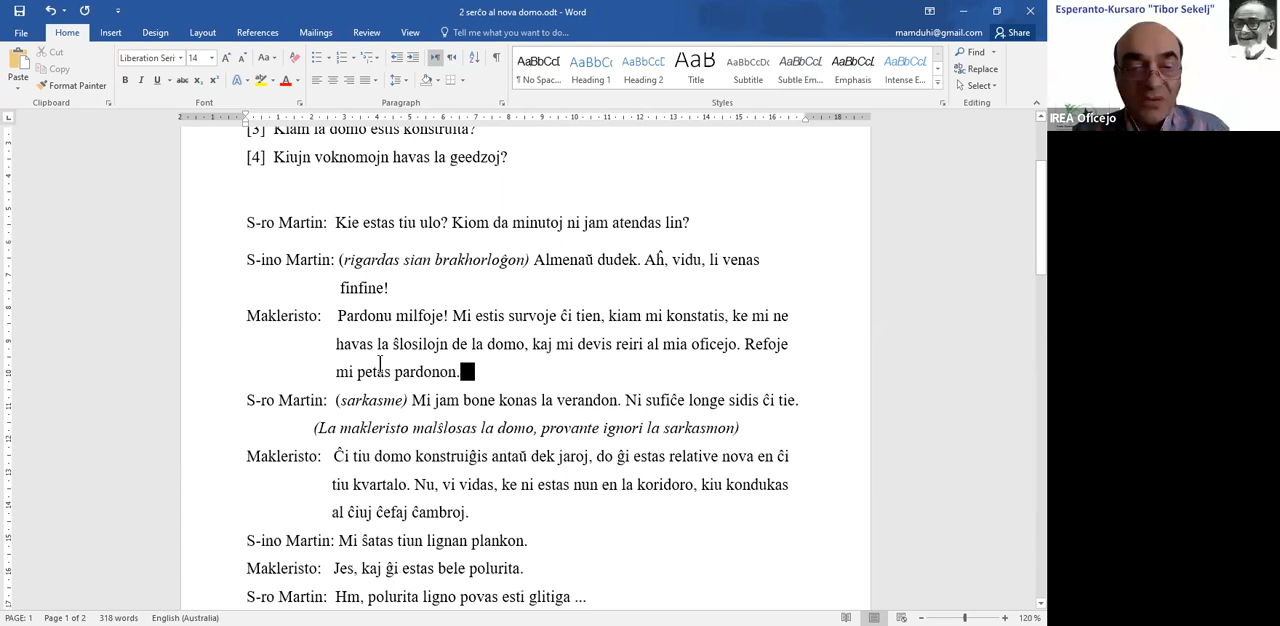 2 serĉo al nova domo.odt - Word
File Home Insert Design Layout References Mailings Review View Tell me what you want to do... mamduhi@gmail.com Share
Paste Cut Copy Format Painter Clipboard
Liberation Seri 14 Font
Paragraph
AaBbCcI AaBbCc AaBbCcL AaB AaBbCcDc AaBbCcL AaBbCcL AaBbCcL
¶ No Spac... Heading 1 Heading 2 Title Subtitle Subtle Em... Emphasis Intense E...
Styles
Find Replace Select Editing
Esperanto-Kursaro "Tibor Sekelj"
IREA Oficejo
[3] Kiam la domo estis konstruita?
[4] Kiujn voknomojn havas la geedzoj?
S-ro Martin: Kie estas tiu ulo? Kiom da minutoj ni jam atendas lin?
S-ino Martin: (rigardas sian brakhorloĝon) Almenaŭ dudek. Aĥ, vidu, li venas
finfine!
Makleristo: Pardonu milfoje! Mi estis survoje ĉi tien, kiam mi konstatis, ke mi ne
havas la ŝlosilojn de la domo, kaj mi devis reiri al mia oficejo. Refoje
mi petas pardonon.
S-ro Martin: (sarkasme) Mi jam bone konas la verandon. Ni sufiĉe longe sidis ĉi tie.
(La makleristo malŝlosas la domo, provante ignori la sarkasmon)
Makleristo: Ĉi tiu domo konstruiĝis antaŭ dek jaroj, do ĝi estas relative nova en ĉi
tiu kvartalo. Nu, vi vidas, ke ni estas nun en la koridoro, kiu kondukas
al ĉiuj ĉefaj ĉambroj.
S-ino Martin: Mi ŝatas tiun lignan plankon.
Makleristo: Jes, kaj ĝi estas bele polurita.
S-ro Martin: Hm, polurita ligno povas esti glitiga ...
PAGE: 1 Page 1 of 2 318 words English (Australia) 120 %